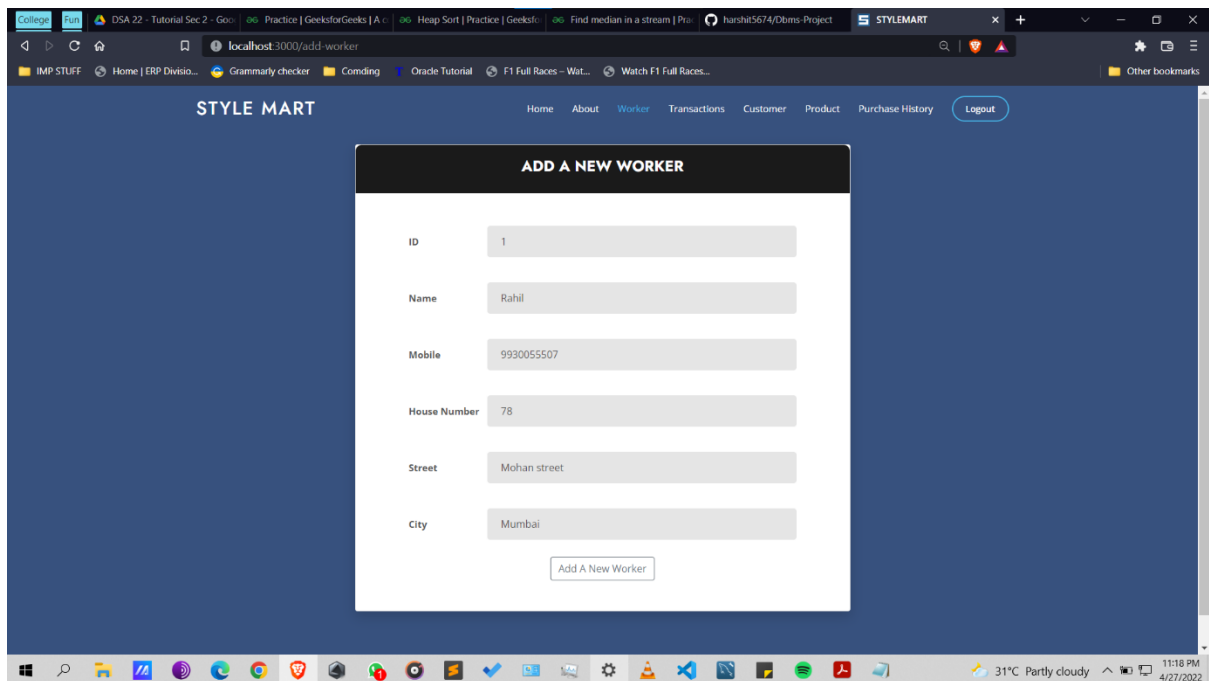 College Fun DSA 22 - Tutorial Sec 2 - Goo Practice | GeeksforGeeks | A c Heap Sort | Practice | Geeksfo Find median in a stream | Prac harshit5674/Dbms-Project STYLEMART
localhost:3000/add-worker
IMP STUFF Home | ERP Divisio... Grammarly checker Comding Oracle Tutorial F1 Full Races – Wat... Watch F1 Full Races... Other bookmarks
STYLE MART Home About Worker Transactions Customer Product Purchase History Logout
ADD A NEW WORKER
ID 1
Name Rahil
Mobile 9930055507
House Number 78
Street Mohan street
City Mumbai
Add A New Worker
31°C Partly cloudy 11:18 PM
4/27/2022